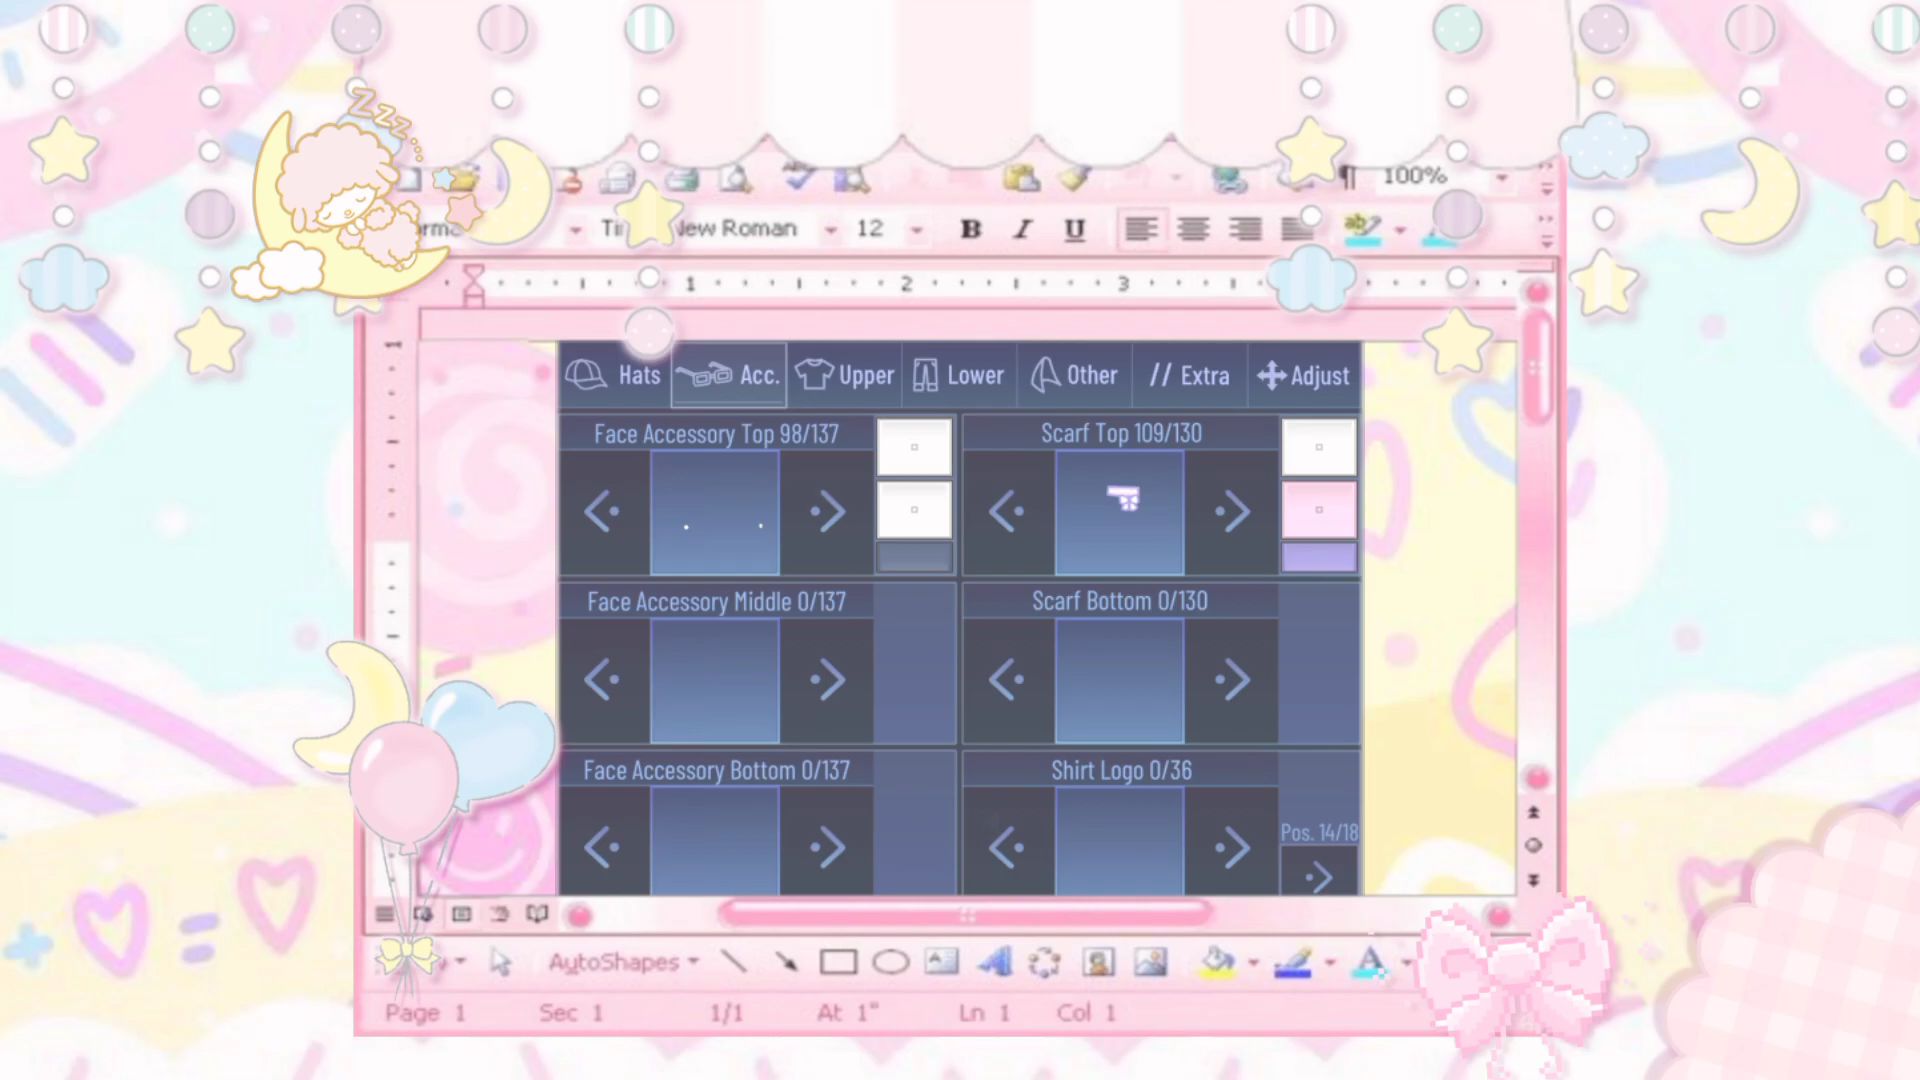 Zzz
100%
New Roman
12
B I U
1 2 3
Hats
Acc.
Upper
Lower
Other
// Extra
Adjust
Face Accessory Top 98/137
Scarf Top 109/130
Face Accessory Middle 0/137
Scarf Bottom 0/130
Face Accessory Bottom 0/137
Shirt Logo 0/36
Pos. 14/18
AutoShapes
Page 1
Sec 1
1/1
At 1"
Ln 1
Col 1